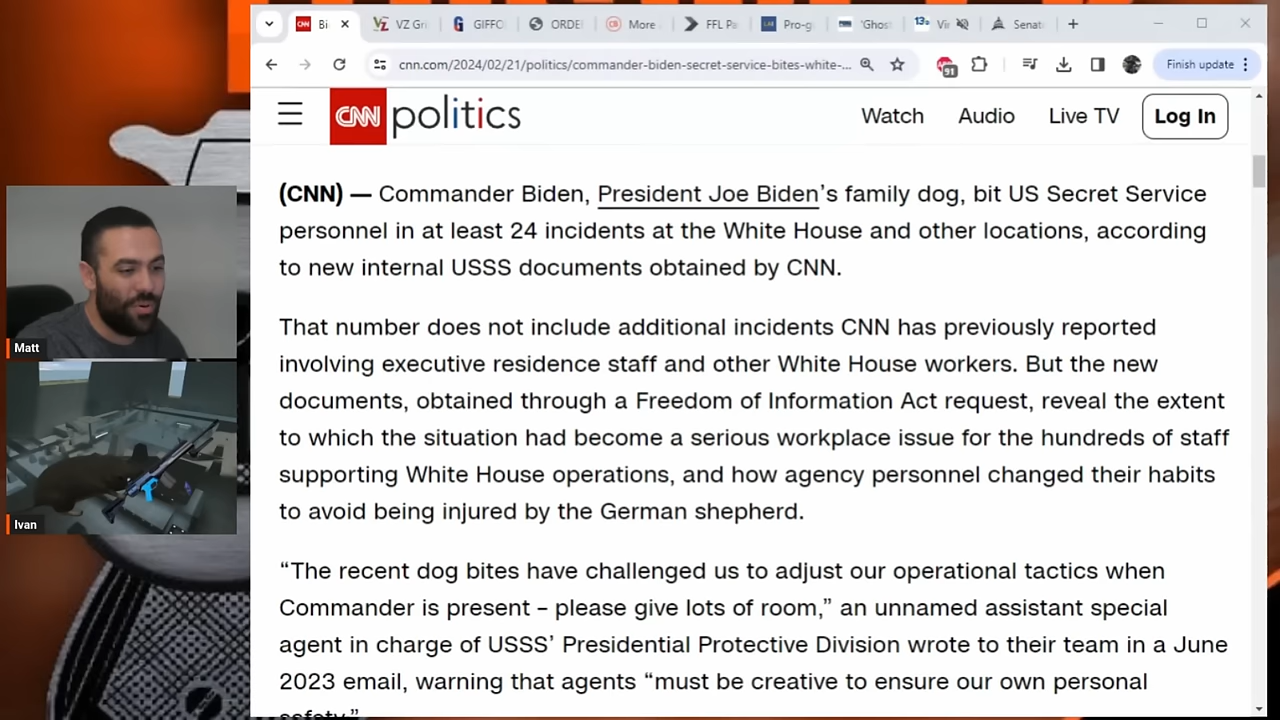 Bi
VZ Gr
GIFFO
ORDE
More
FFL Pa
Pro-g
'Ghos
Vi
Senat
cnn.com/2024/02/21/politics/commander-biden-secret-service-bites-white-...
91
Finish update
CNN politics
Watch
Audio
Live TV
Log In
(CNN) — Commander Biden, President Joe Biden's family dog, bit US Secret Service
personnel in at least 24 incidents at the White House and other locations, according
to new internal USSS documents obtained by CNN.
That number does not include additional incidents CNN has previously reported
involving executive residence staff and other White House workers. But the new
documents, obtained through a Freedom of Information Act request, reveal the extent
to which the situation had become a serious workplace issue for the hundreds of staff
supporting White House operations, and how agency personnel changed their habits
to avoid being injured by the German shepherd.
“The recent dog bites have challenged us to adjust our operational tactics when
Commander is present – please give lots of room,” an unnamed assistant special
agent in charge of USSS’ Presidential Protective Division wrote to their team in a June
2023 email, warning that agents “must be creative to ensure our own personal
safety.”
Matt
Ivan